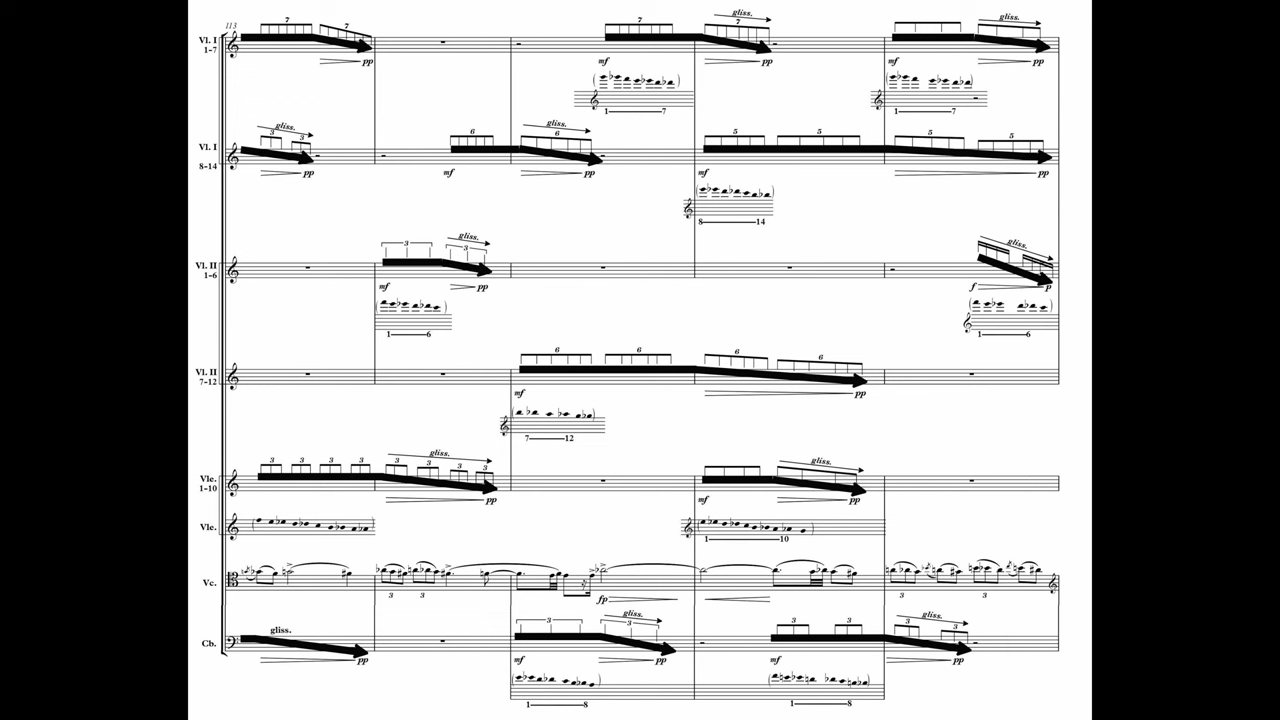 113
7 7 7 gliss. 7 gliss.
Vl. I
1-7
pp mf pp mf pp
1 7 1 7
gliss. 3 3 6 gliss. 6 5 5 5 5
Vl. I
8-14
pp mf pp mf pp
8 14
3 gliss. 3 gliss.
Vl. II
1-6
mf pp f p
1 6 1 6
6 6 6 6
Vl. II
7-12
mf pp
7 12
3 3 3 3 gliss. 3 3 3 3 gliss.
Vle.
1-10
pp mf pp
Vle.
1 10
Vc.
3 3 fp 3 3
gliss. 3 gliss. 3 3 3 gliss. 3 3
Cb.
pp mf pp mf pp
1 8 1 8